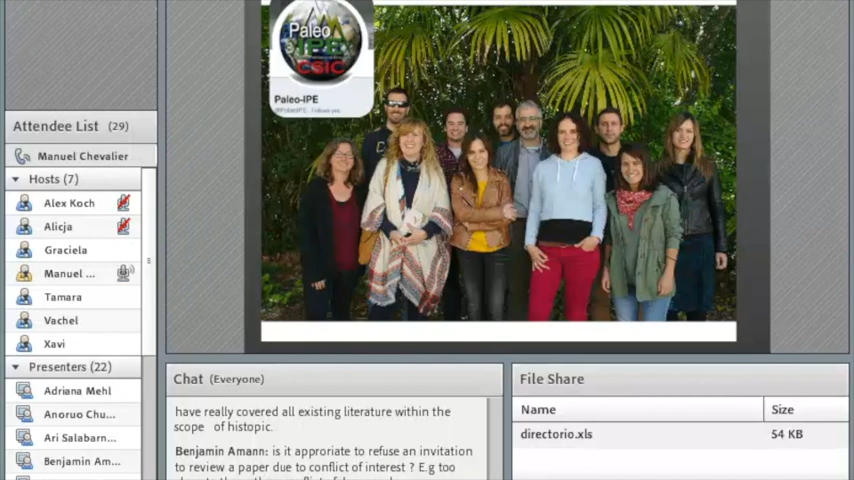 Paleo
IPE
CSIC
Paleo-IPE
Attendee List (29)
Manuel Chevalier
Hosts (7)
Alex Koch
Alicja
Graciela
Manuel ...
Tamara
Vachel
Xavi
Presenters (22)
Adriana Mehl
Anoruo Chu...
Ari Salabarn...
Benjamin Am...
Chat (Everyone)
have really covered all existing literature within the
scope of histopic.
Benjamin Amann: is it approriate to refuse an invitation
to review a paper due to conflict of interest ? E.g too
File Share
Name Size
directorio.xls 54 KB